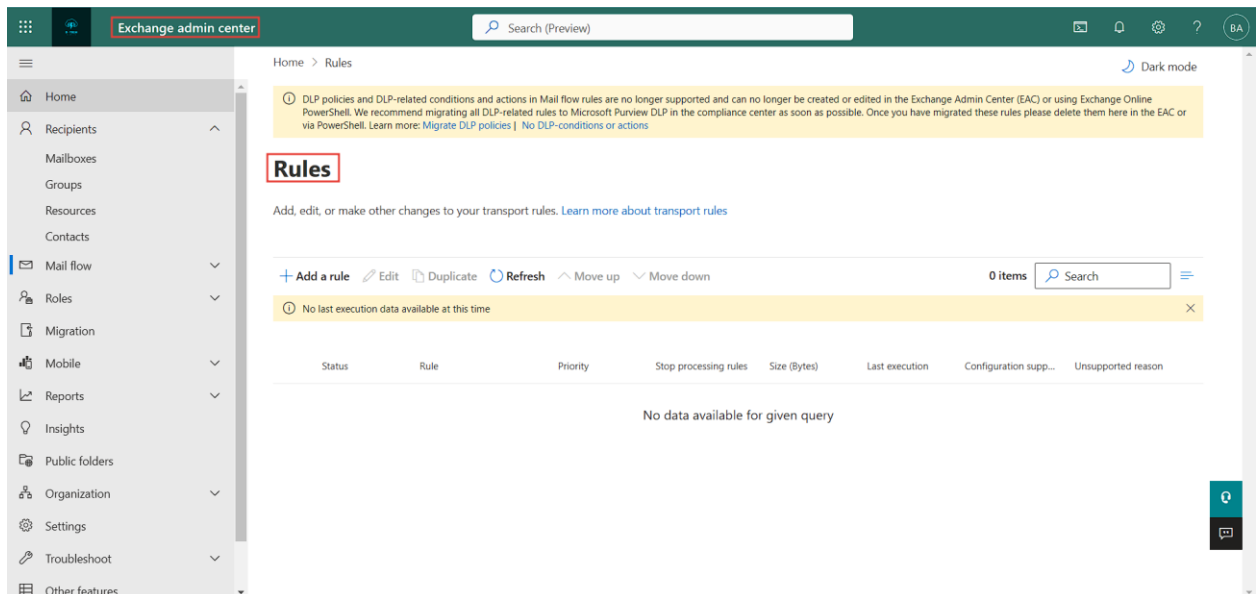 Exchange admin center
Search (Preview)
BA
Home > Rules
Dark mode
Home
Recipients
Mailboxes
Groups
Resources
Contacts
Mail flow
Roles
Migration
Mobile
Reports
Insights
Public folders
Organization
Settings
Troubleshoot
Other features
DLP policies and DLP-related conditions and actions in Mail flow rules are no longer supported and can no longer be created or edited in the Exchange Admin Center (EAC) or using Exchange Online
PowerShell. We recommend migrating all DLP-related rules to Microsoft Purview DLP in the compliance center as soon as possible. Once you have migrated these rules please delete them here in the EAC or
via PowerShell. Learn more: Migrate DLP policies | No DLP-conditions or actions
Rules
Add, edit, or make other changes to your transport rules. Learn more about transport rules
Add a rule Edit Duplicate Refresh Move up Move down 0 items Search
No last execution data available at this time
Status Rule Priority Stop processing rules Size (Bytes) Last execution Configuration supp... Unsupported reason
No data available for given query